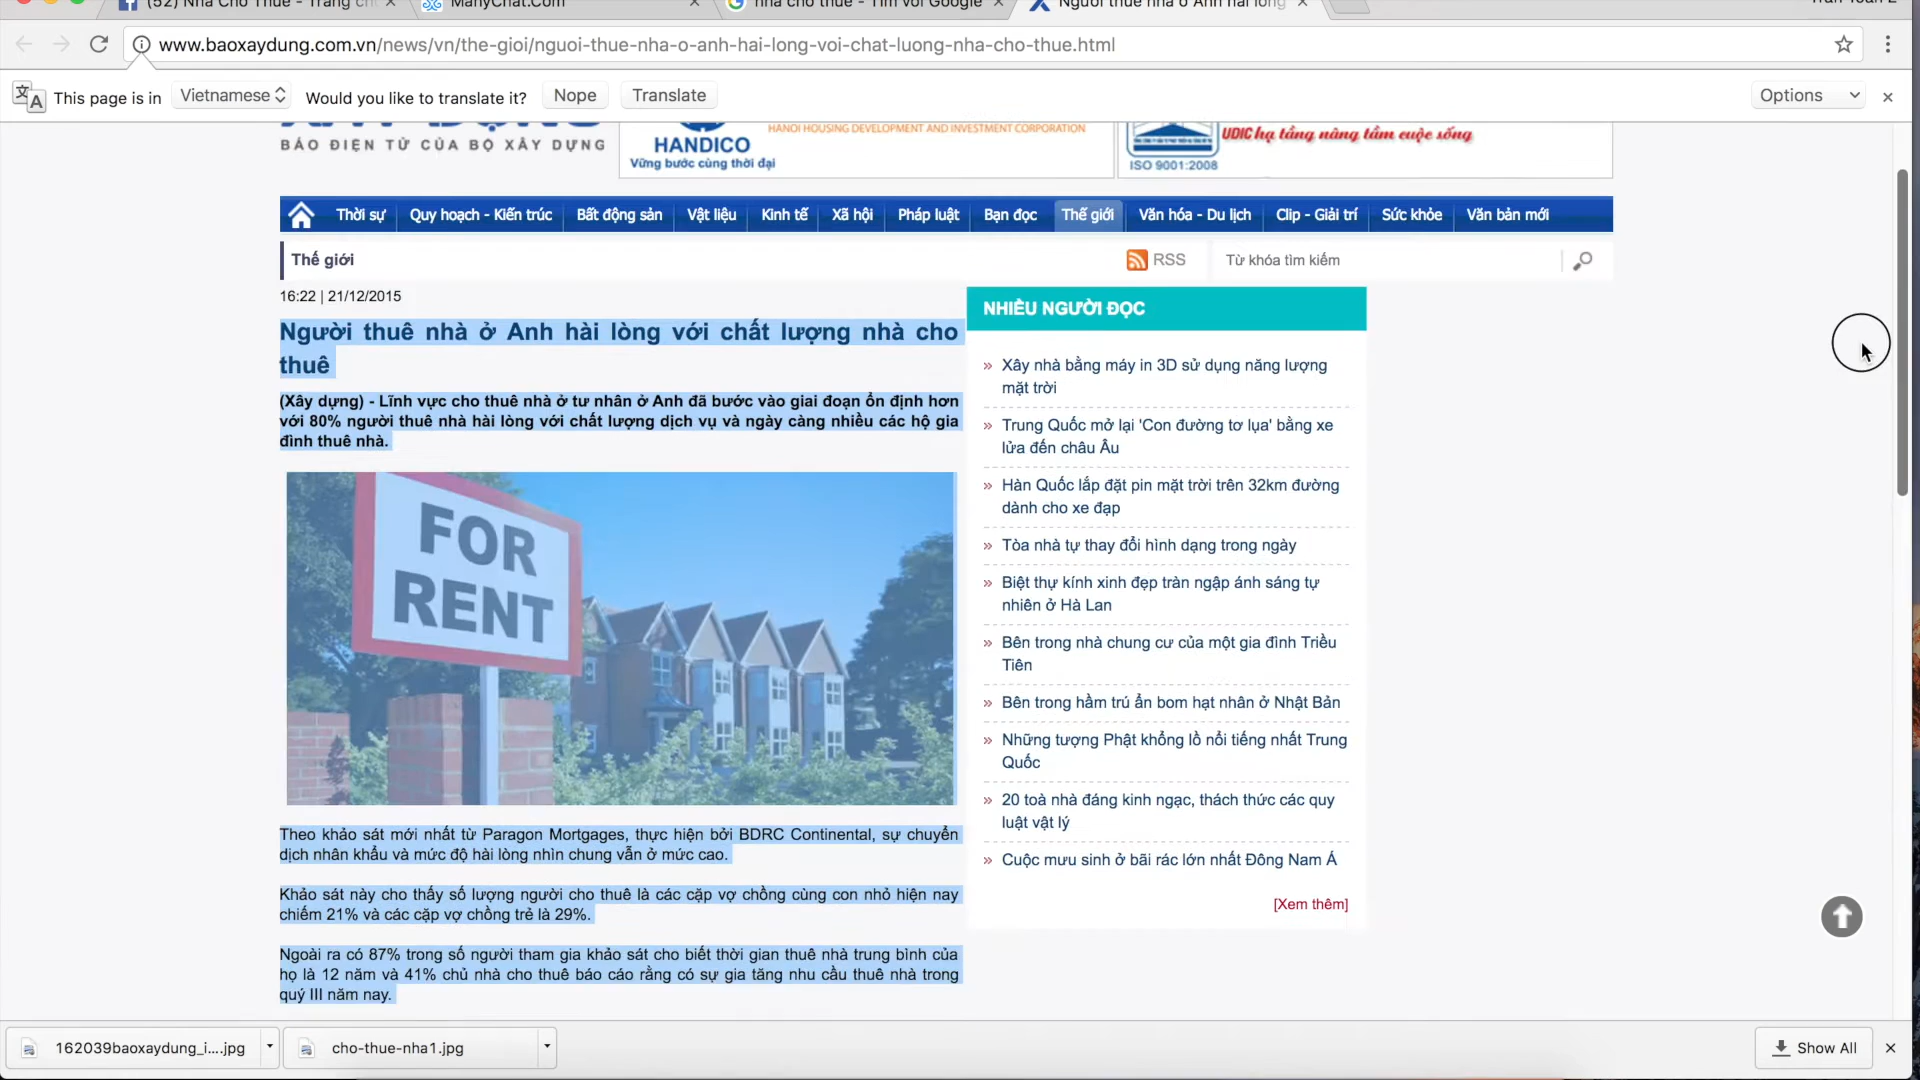 (52) Nhà Cho Thuê - Trang ch
ManyChat.Com
nhà cho thuê - Tìm với Google
Người thuê nhà ở Anh hài lòng
www.baoxaydung.com.vn/news/vn/the-gioi/nguoi-thue-nha-o-anh-hai-long-voi-chat-luong-nha-cho-thue.html
This page is in Vietnamese Would you like to translate it? Nope Translate Options
BÁO ĐIỆN TỬ CỦA BỘ XÂY DỰNG
HANDICO
HANOI HOUSING DEVELOPMENT AND INVESTMENT CORPORATION
Vững bước cùng thời đại
UDIC hạ tầng nâng tầm cuộc sống
ISO 9001:2008
Thời sự Quy hoạch - Kiến trúc Bất động sản Vật liệu Kinh tế Xã hội Pháp luật Bạn đọc Thế giới Văn hóa - Du lịch Clip - Giải trí Sức khỏe Văn bản mới
Thế giới
RSS
Từ khóa tìm kiếm
16:22 | 21/12/2015
Người thuê nhà ở Anh hài lòng với chất lượng nhà cho
thuê
(Xây dựng) - Lĩnh vực cho thuê nhà ở tư nhân ở Anh đã bước vào giai đoạn ổn định hơn
với 80% người thuê nhà hài lòng với chất lượng dịch vụ và ngày càng nhiều các hộ gia
đình thuê nhà.
FOR
RENT
Theo khảo sát mới nhất từ Paragon Mortgages, thực hiện bởi BDRC Continental, sự chuyển
dịch nhân khẩu và mức độ hài lòng nhìn chung vẫn ở mức cao.
Khảo sát này cho thấy số lượng người cho thuê là các cặp vợ chồng cùng con nhỏ hiện nay
chiếm 21% và các cặp vợ chồng trẻ là 29%.
Ngoài ra có 87% trong số người tham gia khảo sát cho biết thời gian thuê nhà trung bình của
họ là 12 năm và 41% chủ nhà cho thuê báo cáo rằng có sự gia tăng nhu cầu thuê nhà trong
quý III năm nay.
NHIỀU NGƯỜI ĐỌC
» Xây nhà bằng máy in 3D sử dụng năng lượng
mặt trời
» Trung Quốc mở lại 'Con đường tơ lụa' bằng xe
lửa đến châu Âu
» Hàn Quốc lắp đặt pin mặt trời trên 32km đường
dành cho xe đạp
» Tòa nhà tự thay đổi hình dạng trong ngày
» Biệt thự kính xinh đẹp tràn ngập ánh sáng tự
nhiên ở Hà Lan
» Bên trong nhà chung cư của một gia đình Triều
Tiên
» Bên trong hầm trú ẩn bom hạt nhân ở Nhật Bản
» Những tượng Phật khổng lồ nổi tiếng nhất Trung
Quốc
» 20 toà nhà đáng kinh ngạc, thách thức các quy
luật vật lý
» Cuộc mưu sinh ở bãi rác lớn nhất Đông Nam Á
[Xem thêm]
162039baoxaydung_i....jpg
cho-thue-nha1.jpg
Show All